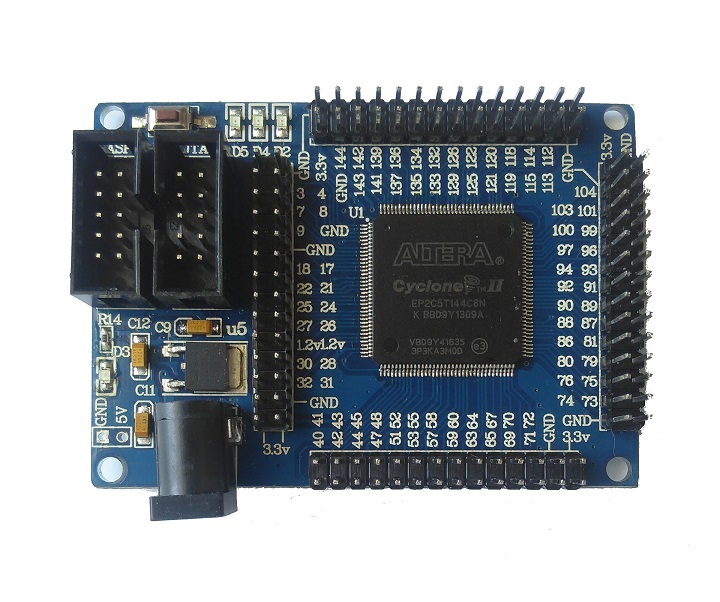 D5 D4 D2
GND 3.3v
3 4
7 8
9 GND
GND
18 17
22 21
25 24
27 26
1.2v 1.2v
30 28
32 31
GND
3.3v
GND 144 142 139 136 134 132 126 122 120 118 114 112
143 141 137 135 133 129 125 121 119 115 113
GND
3.3v
GND
104
103 101
100 99
97 96
94 93
92 91
90 89
88 87
86 81
80 79
76 75
74 73
GND
U1
ALTERA®
Cyclone™ II
EP2C5T144C8N
K BBD9Y1309A
VBD9Y41635
3P3KA3M0D
e3
R14
C12
C9
u5
D3
C11
GND
5V
41 43 45 48 52 55 58 60 64 67 70 72 GND
40 42 44 47 51 53 57 59 63 65 69 71
3.3v